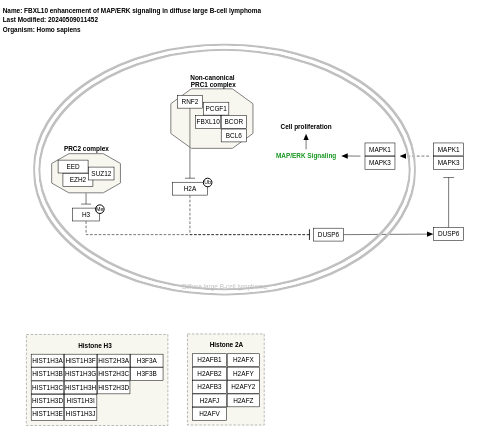 Name: FBXL10 enhancement of MAP/ERK signaling in diffuse large B-cell lymphoma
Last Modified: 20240509011452
Organism: Homo sapiens
Non-canonical
PRC1 complex
RNF2
PCGF1
FBXL10 BCOR
BCL6
Cell proliferation
MAP/ERK Signaling
MAPK1
MAPK3
MAPK1
MAPK3
PRC2 complex
EED
SUZ12
EZH2
Ub
H2A
Me
H3
DUSP6
DUSP6
Diffuse large B-cell lymphoma
Histone H3
HIST1H3A HIST1H3F HIST2H3A H3F3A
HIST1H3B HIST1H3G HIST2H3C H3F3B
HIST1H3C HIST1H3H HIST2H3D
HIST1H3D HIST1H3I
HIST1H3E HIST1H3J
Histone 2A
H2AFB1 H2AFX
H2AFB2 H2AFY
H2AFB3 H2AFY2
H2AFJ H2AFZ
H2AFV